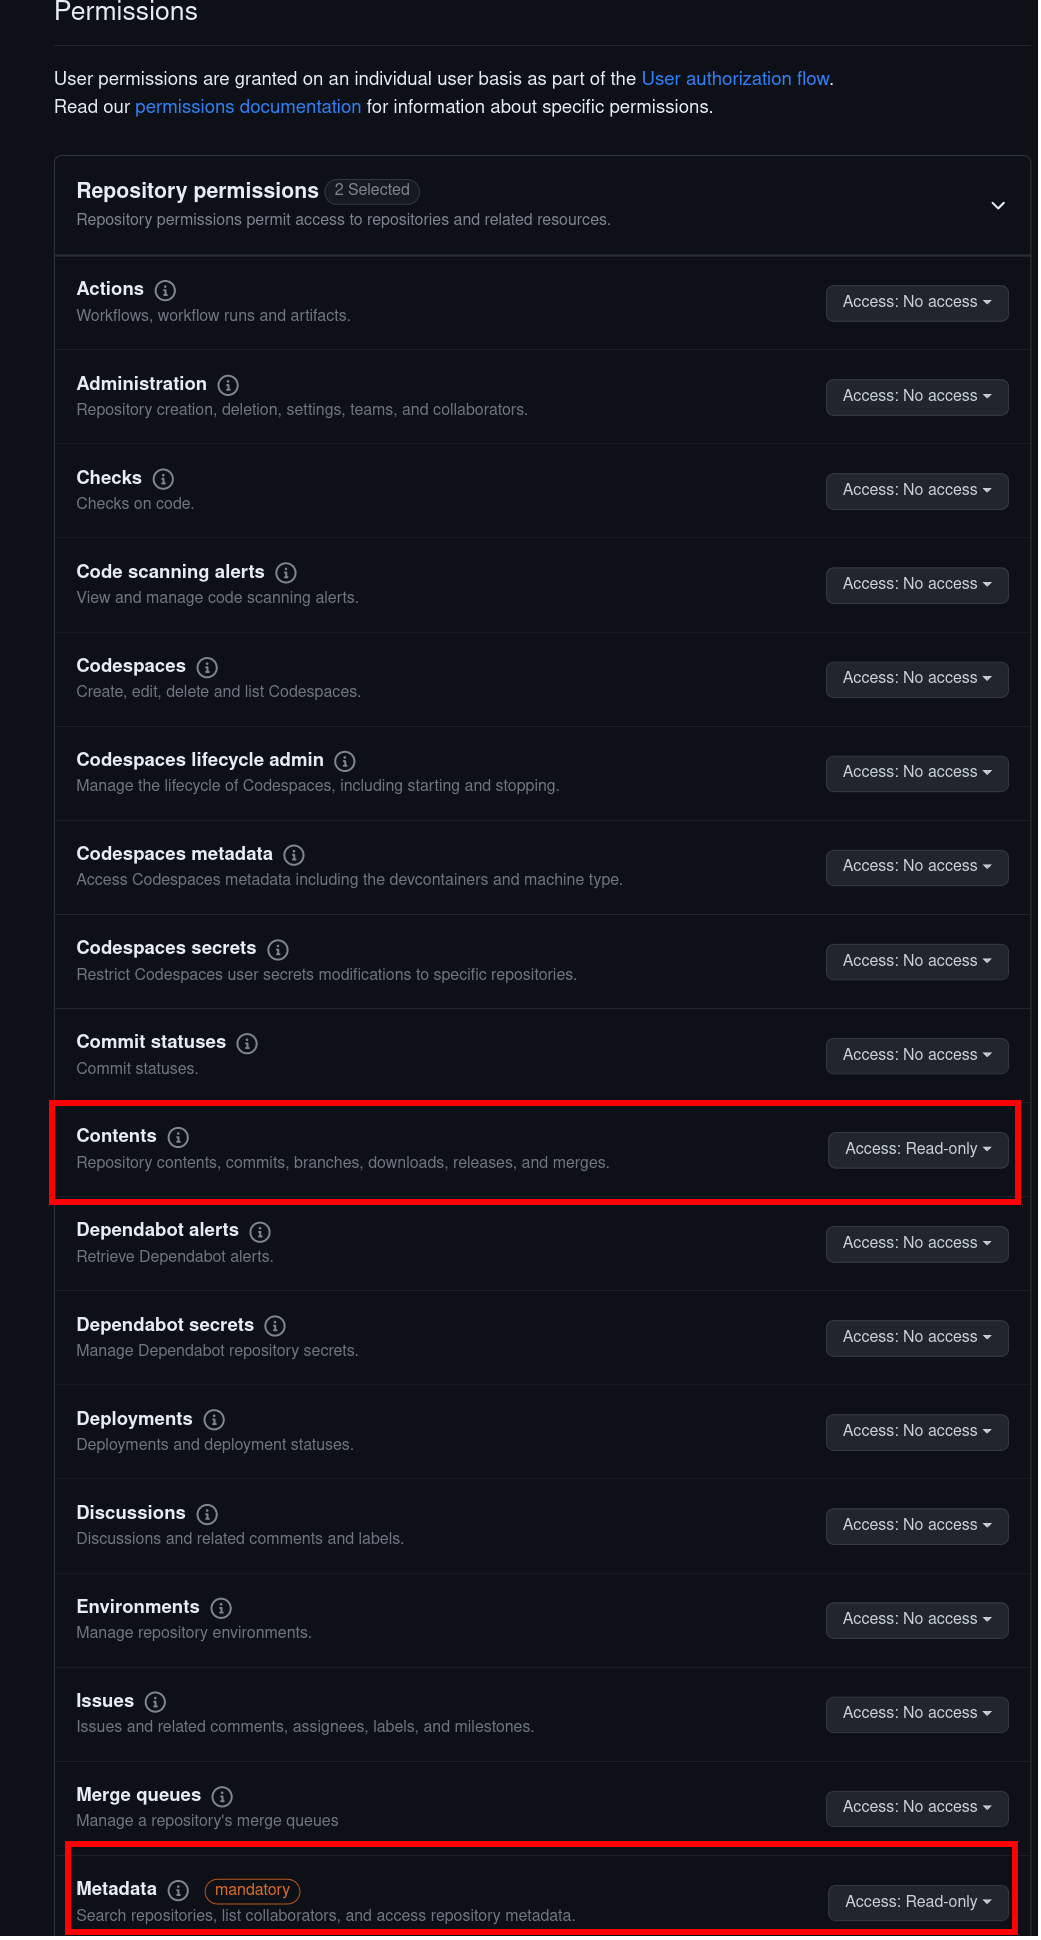 Permissions
User permissions are granted on an individual user basis as part of the User authorization flow.
Read our permissions documentation for information about specific permissions.
Repository permissions 2 Selected
Repository permissions permit access to repositories and related resources.
Actions
Access: No access
Workflows, workflow runs and artifacts.
Administration
Access: No access
Repository creation, deletion, settings, teams, and collaborators.
Checks
Access: No access
Checks on code.
Code scanning alerts
Access: No access
View and manage code scanning alerts.
Codespaces
Access: No access
Create, edit, delete and list Codespaces.
Codespaces lifecycle admin
Access: No access
Manage the lifecycle of Codespaces, including starting and stopping.
Codespaces metadata
Access: No access
Access Codespaces metadata including the devcontainers and machine type.
Codespaces secrets
Access: No access
Restrict Codespaces user secrets modifications to specific repositories.
Commit statuses
Access: No access
Commit statuses.
Contents
Access: Read-only
Repository contents, commits, branches, downloads, releases, and merges.
Dependabot alerts
Access: No access
Retrieve Dependabot alerts.
Dependabot secrets
Access: No access
Manage Dependabot repository secrets.
Deployments
Access: No access
Deployments and deployment statuses.
Discussions
Access: No access
Discussions and related comments and labels.
Environments
Access: No access
Manage repository environments.
Issues
Access: No access
Issues and related comments, assignees, labels, and milestones.
Merge queues
Access: No access
Manage a repository's merge queues
Metadata mandatory
Access: Read-only
Search repositories, list collaborators, and access repository metadata.